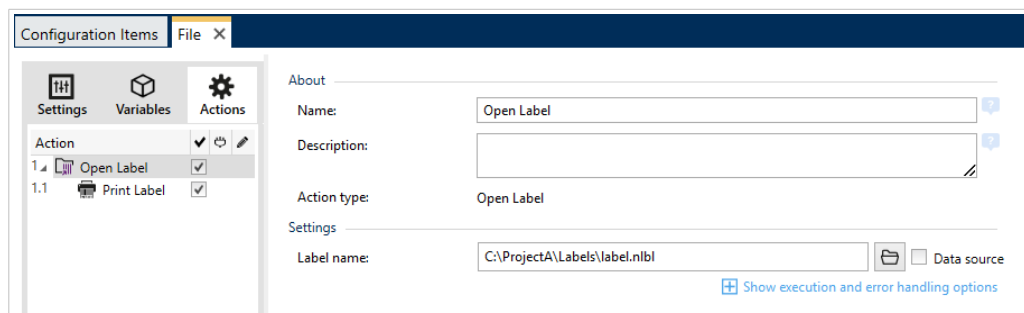 Configuration Items File
Settings Variables Actions
Action
1 Open Label
1.1 Print Label
About
Name: Open Label ?
Description: ?
Action type: Open Label
Settings
Label name: C:\ProjectA\Labels\label.nlbl Data source
Show execution and error handling options